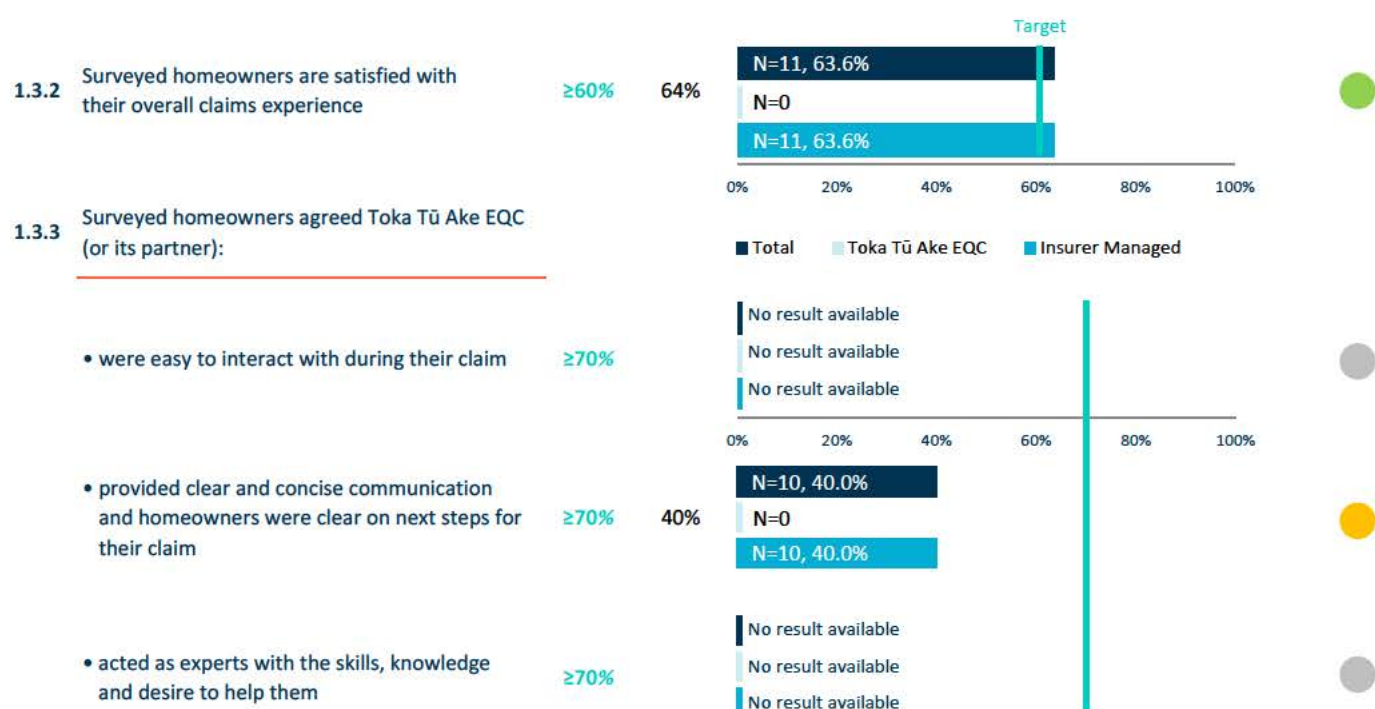 Target
1.3.2 Surveyed homeowners are satisfied with
their overall claims experience
≥60% 64%
N=11, 63.6%
N=0
N=11, 63.6%
0% 20% 40% 60% 80% 100%
1.3.3 Surveyed homeowners agreed Toka Tū Ake EQC
(or its partner):
Total Toka Tū Ake EQC Insurer Managed
• were easy to interact with during their claim ≥70%
No result available
No result available
No result available
0% 20% 40% 60% 80% 100%
• provided clear and concise communication
and homeowners were clear on next steps for
their claim
≥70% 40%
N=10, 40.0%
N=0
N=10, 40.0%
• acted as experts with the skills, knowledge
and desire to help them
≥70%
No result available
No result available
No result available